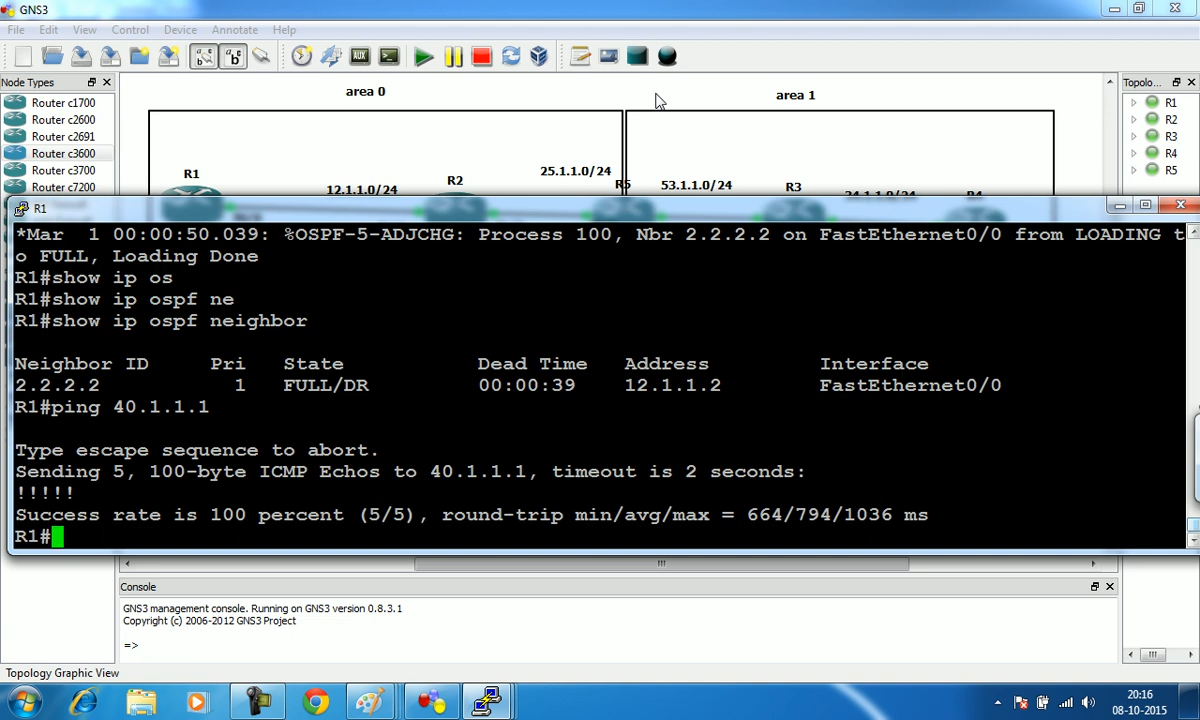 GNS3
File Edit View Control Device Annotate Help
Node Types
Router c1700
Router c2600
Router c2691
Router c3600
Router c3700
Router c7200
area 0
area 1
R1
12.1.1.0/24
R2
25.1.1.0/24
R5
53.1.1.0/24
R3
R4
Topolo...
R1
R2
R3
R4
R5
R1
*Mar  1 00:00:50.039: %OSPF-5-ADJCHG: Process 100, Nbr 2.2.2.2 on FastEthernet0/0 from LOADING t
o FULL, Loading Done
R1#show ip os
R1#show ip ospf ne
R1#show ip ospf neighbor
Neighbor ID     Pri   State           Dead Time   Address         Interface
2.2.2.2           1   FULL/DR         00:00:39    12.1.1.2        FastEthernet0/0
R1#ping 40.1.1.1
Type escape sequence to abort.
Sending 5, 100-byte ICMP Echos to 40.1.1.1, timeout is 2 seconds:
!!!!!
Success rate is 100 percent (5/5), round-trip min/avg/max = 664/794/1036 ms
R1#
Console
GNS3 management console. Running on GNS3 version 0.8.3.1
Copyright (c) 2006-2012 GNS3 Project
=>
Topology Graphic View
20:16
08-10-2015